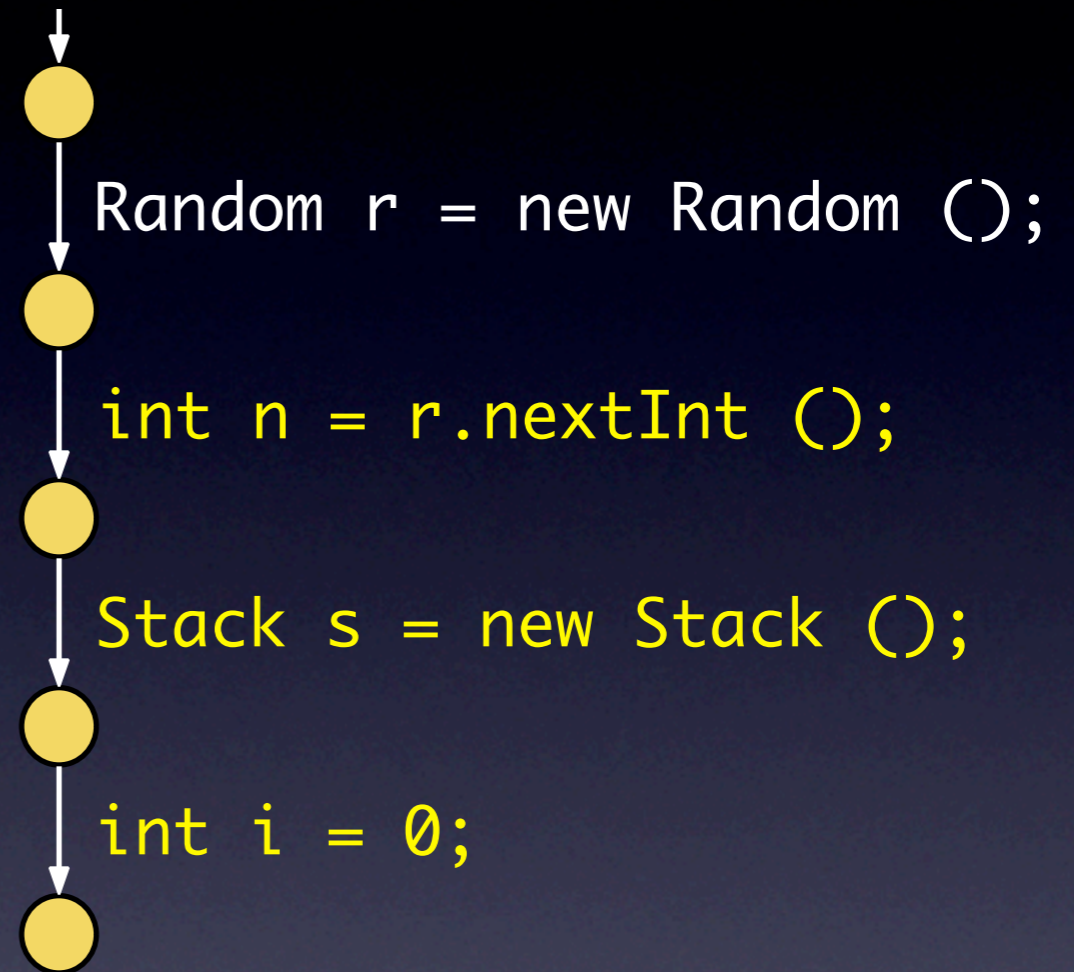 Random r = new Random ();
int n = r.nextInt ();
Stack s = new Stack ();
int i = 0;